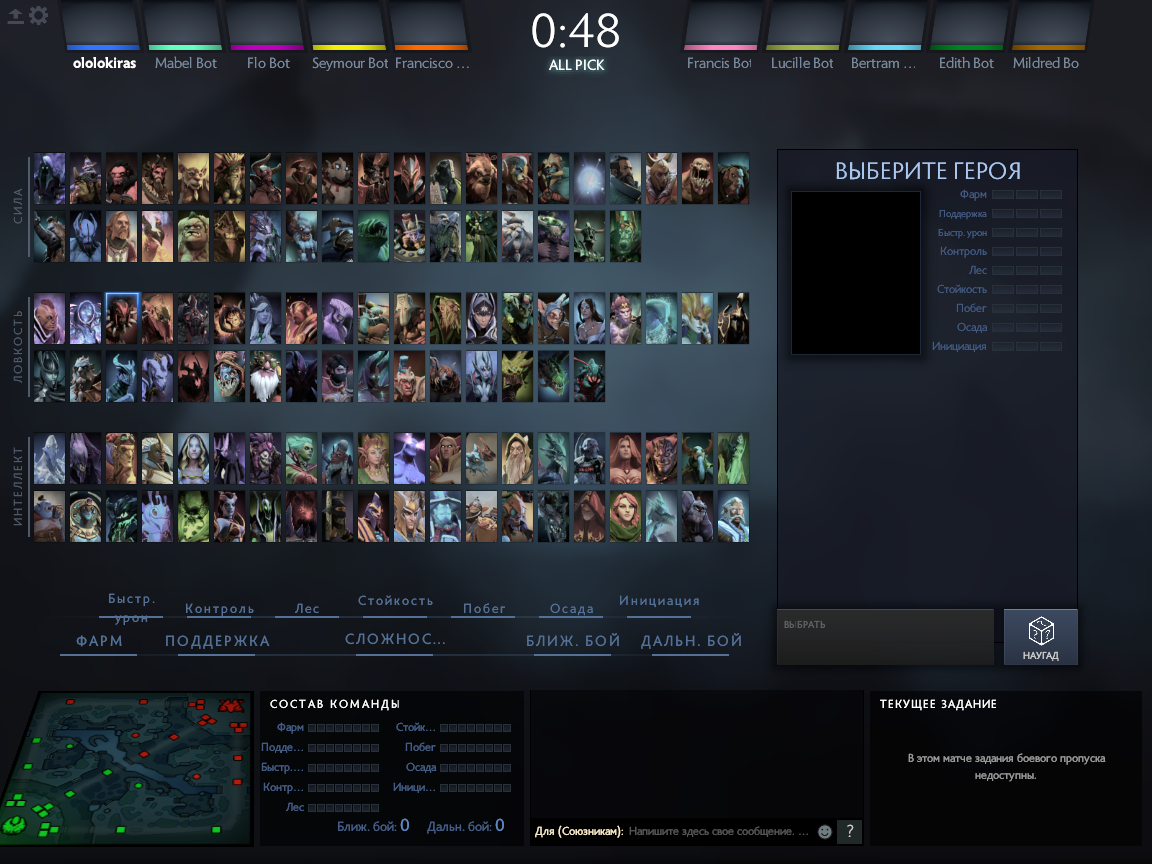 0:48
ALL PICK
ololokiras
Mabel Bot
Flo Bot
Seymour Bot
Francisco ...
Francis Bot
Lucille Bot
Bertram ...
Edith Bot
Mildred Bo
СИЛА
ЛОВКОСТЬ
ИНТЕЛЛЕКТ
ВЫБЕРИТЕ ГЕРОЯ
Фарм
Поддержка
Быстр. урон
Контроль
Лес
Стойкость
Побег
Осада
Инициация
Быстр.
урон
Контроль
Лес
Стойкость
Побег
Осада
Инициация
ФАРМ
ПОДДЕРЖКА
СЛОЖНОС...
БЛИЖ. БОЙ
ДАЛЬН. БОЙ
ВЫБРАТЬ
НАУГАД
СОСТАВ КОМАНДЫ
Фарм
Стойк...
Подде...
Побег
Быстр....
Осада
Контр...
Иници...
Лес
Ближ. бой: 0
Дальн. бой: 0
Для (Союзникам): Напишите здесь свое сообщение. ...
?
ТЕКУЩЕЕ ЗАДАНИЕ
В этом матче задания боевого пропуска
недоступны.